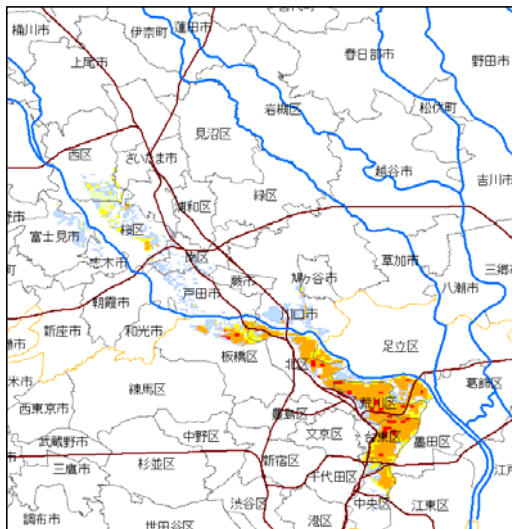 桶川市
伊奈町
蓮田市
春日部市
野田市
上尾市
岩槻区
松伏町
見沼区
西区
さいたま市
越谷市
吉川市
緑区
浦和区
桜区
富士見市
南区
草加市
三郷
志木市
鳩ヶ谷市
蕨市
八潮市
戸田市
朝霞市
川口市
新座市
和光市
足立区
板橋区
北区
葛飾区
練馬区
荒川区
西東京市
豊島区
文京区
台東区
墨田区
中野区
武蔵野市
杉並区
新宿区
三鷹市
千代田区
江戸
渋谷区
中央区
江東区
調布市
世田谷区
港区